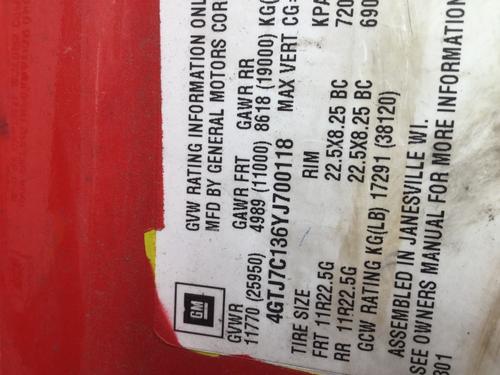 GVW RATING INFORMATION ONL
MFD BY GENERAL MOTORS COR
GM
GVWR GAWR FRT GAWR RR
11770 (25950) 4989 (11000) 8618 (19000) KG(
4GTJ7C136YJ700118 MAX VERT CG=
TIRE SIZE RIM KPA
FRT 11R22.5G 22.5X8.25 BC 720
RR 11R22.5G 22.5X8.25 BC 690
GCW RATING KG(LB) 17291 (38120)
ASSEMBLED IN JANESVILLE WI.
SEE OWNERS MANUAL FOR MORE INFORMATION
801